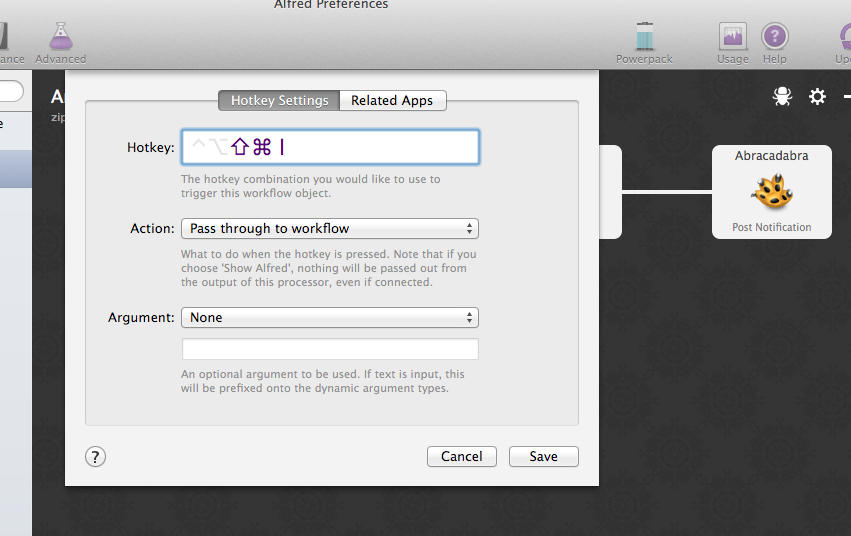 Alfred Preferences
ance
Advanced
Powerpack
Usage
Help
Up
A
zip
e
Hotkey Settings
Related Apps
Hotkey: ^⌥⇧⌘ |
The hotkey combination you would like to use to
trigger this workflow object.
Action: Pass through to workflow
What to do when the hotkey is pressed. Note that if you
choose 'Show Alfred', nothing will be passed out from
the output of this processor, even if connected.
Argument: None
An optional argument to be used. If text is input, this
will be prefixed onto the dynamic argument types.
?
Cancel
Save
Abracadabra
Post Notification